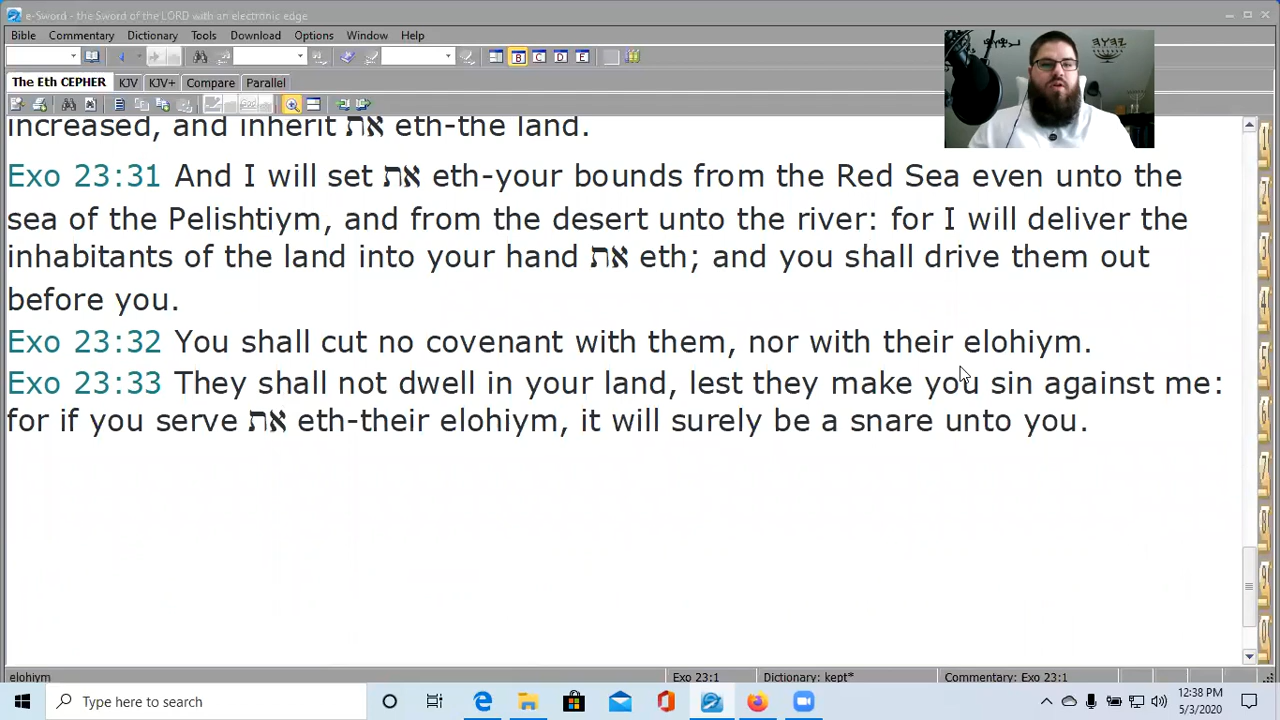 e-Sword - the Sword of the LORD with an electronic edge
Bible Commentary Dictionary Tools Download Options Window Help
B C D E
The Eth CEPHER KJV KJV+ Compare Parallel
increased, and inherit את eth-the land.
Exo 23:31 And I will set את eth-your bounds from the Red Sea even unto the
sea of the Pelishtiym, and from the desert unto the river: for I will deliver the
inhabitants of the land into your hand את eth; and you shall drive them out
before you.
Exo 23:32 You shall cut no covenant with them, nor with their elohiym.
Exo 23:33 They shall not dwell in your land, lest they make you sin against me:
for if you serve את eth-their elohiym, it will surely be a snare unto you.
elohiym Exo 23:1 Dictionary: kept* Commentary: Exo 23:1
Type here to search
12:38 PM
5/3/2020